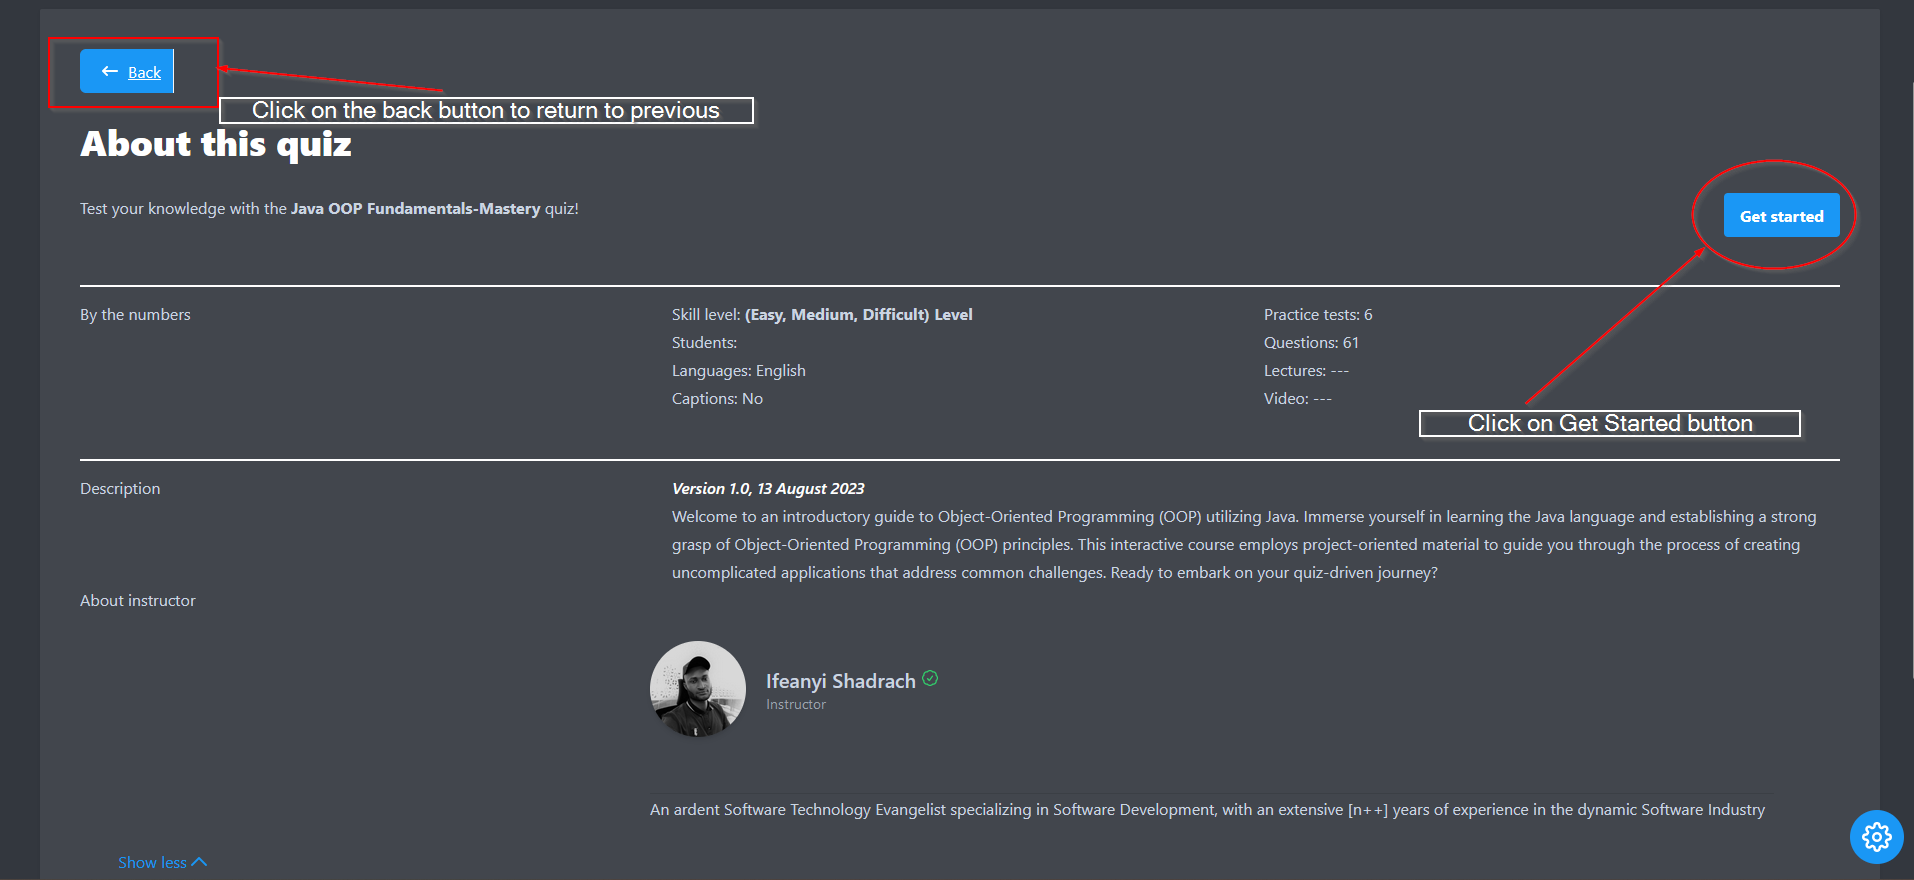 Back
Click on the back button to return to previous
About this quiz
Test your knowledge with the Java OOP Fundamentals-Mastery quiz!
Get started
By the numbers
Skill level: (Easy, Medium, Difficult) Level
Students:
Languages: English
Captions: No
Practice tests: 6
Questions: 61
Lectures: ---
Video: ---
Click on Get Started button
Description
Version 1.0, 13 August 2023
Welcome to an introductory guide to Object-Oriented Programming (OOP) utilizing Java. Immerse yourself in learning the Java language and establishing a strong
grasp of Object-Oriented Programming (OOP) principles. This interactive course employs project-oriented material to guide you through the process of creating
uncomplicated applications that address common challenges. Ready to embark on your quiz-driven journey?
About instructor
Ifeanyi Shadrach
Instructor
An ardent Software Technology Evangelist specializing in Software Development, with an extensive [n++] years of experience in the dynamic Software Industry
Show less